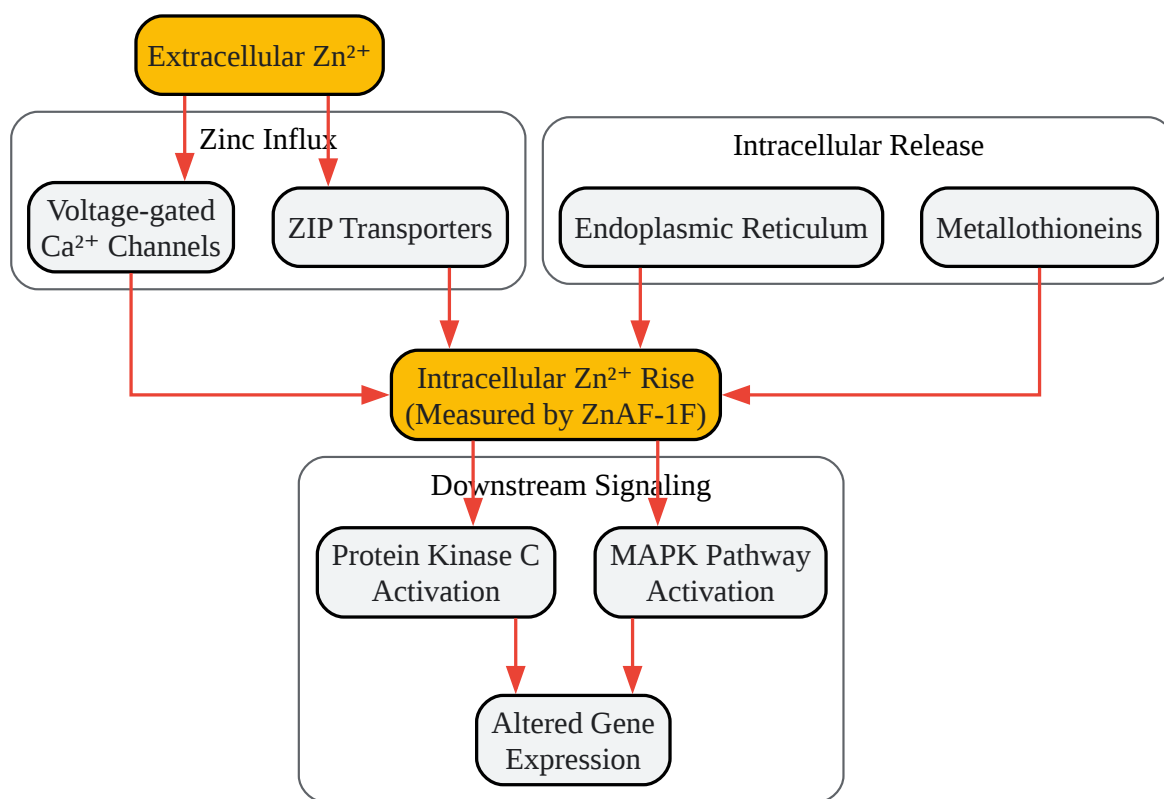 Extracellular Zn²⁺
Zinc Influx
Intracellular Release
Voltage-gated
Ca²⁺ Channels
ZIP Transporters
Endoplasmic Reticulum
Metallothioneins
Intracellular Zn²⁺ Rise
(Measured by ZnAF-1F)
Downstream Signaling
Protein Kinase C
Activation
MAPK Pathway
Activation
Altered Gene
Expression